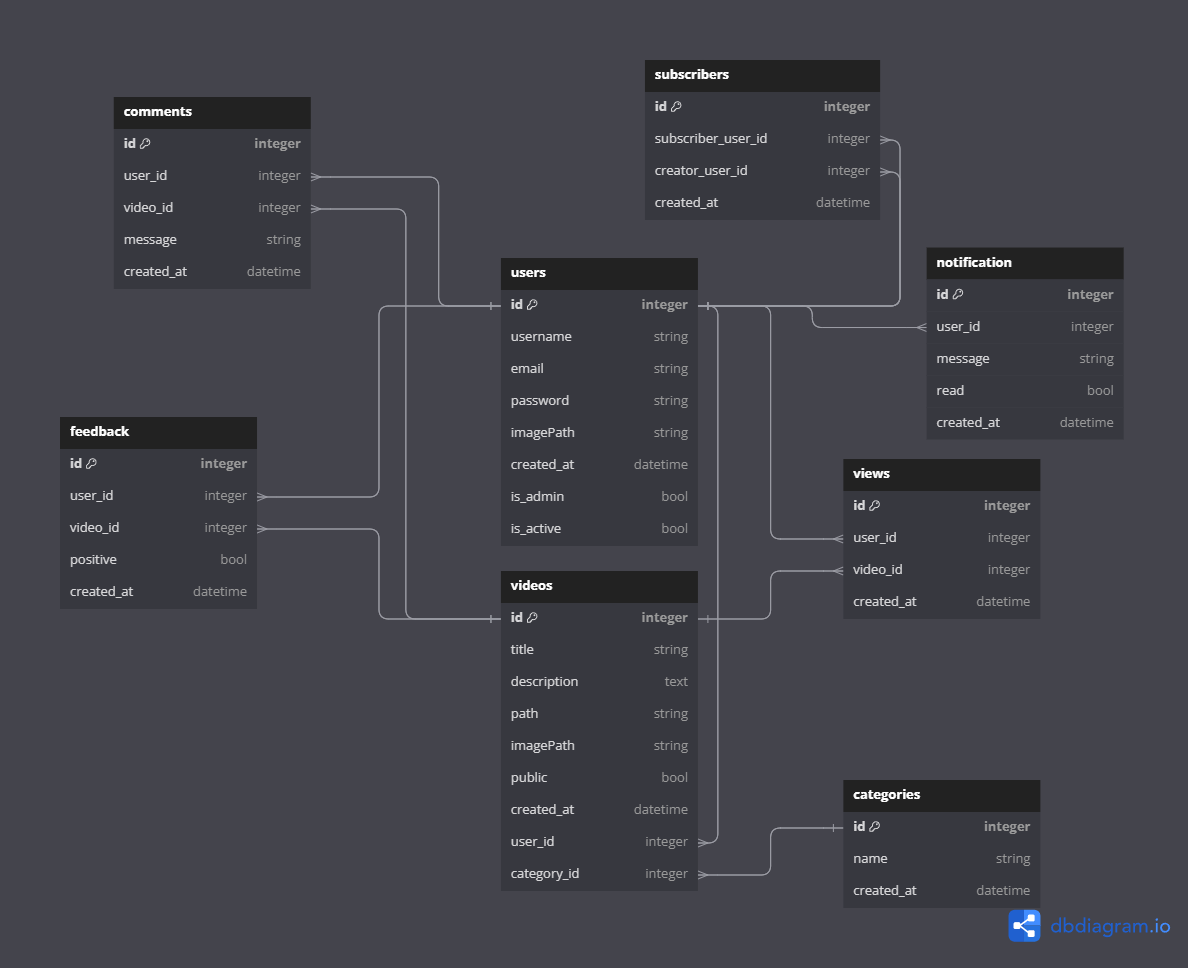 subscribers
id integer
subscriber_user_id integer
creator_user_id integer
created_at datetime
comments
id integer
user_id integer
video_id integer
message string
created_at datetime
users
id integer
username string
email string
password string
imagePath string
created_at datetime
is_admin bool
is_active bool
notification
id integer
user_id integer
message string
read bool
created_at datetime
feedback
id integer
user_id integer
video_id integer
positive bool
created_at datetime
views
id integer
user_id integer
video_id integer
created_at datetime
videos
id integer
title string
description text
path string
imagePath string
public bool
created_at datetime
user_id integer
category_id integer
categories
id integer
name string
created_at datetime
dbdiagram.io